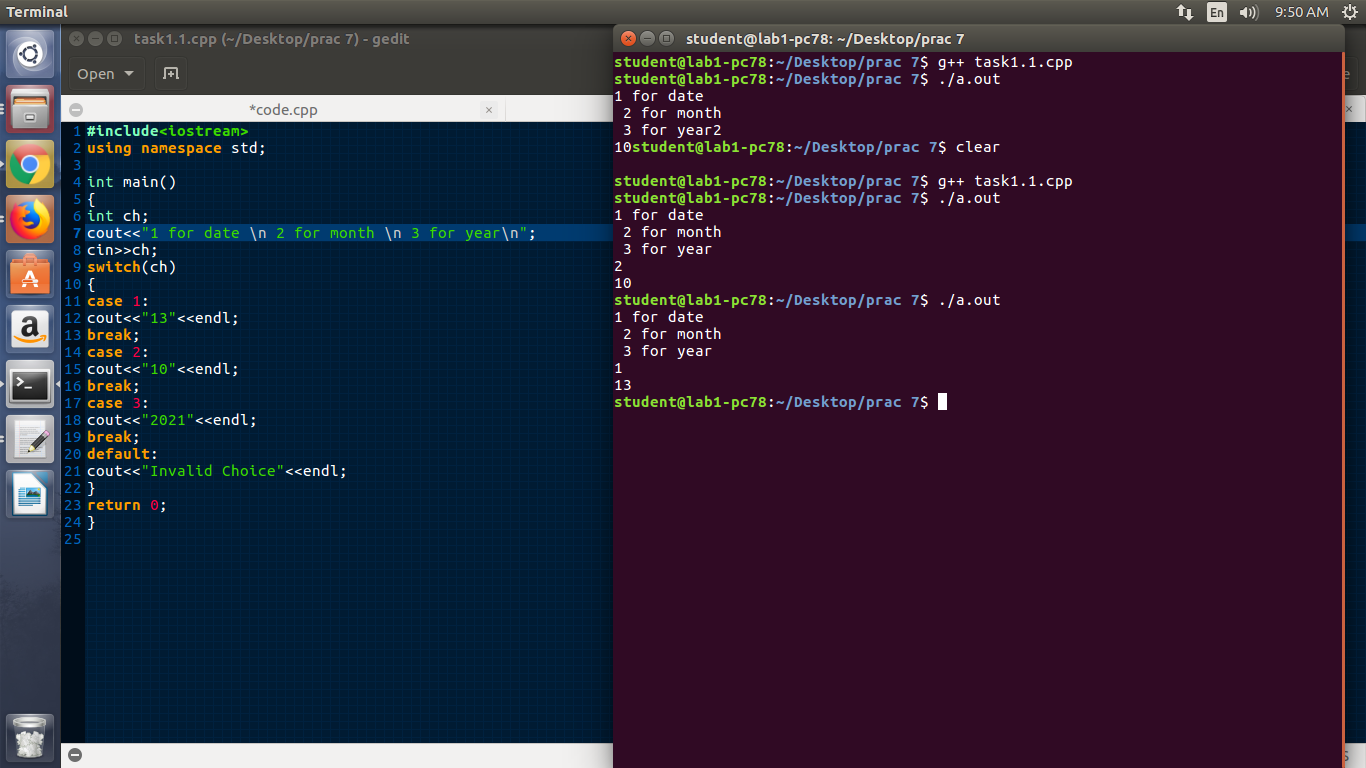 Terminal
En
9:50 AM
task1.1.cpp (~/Desktop/prac 7) - gedit
Open
*code.cpp
1 #include<iostream>
2 using namespace std;
3
4 int main()
5 {
6 int ch;
7 cout<<"1 for date \n 2 for month \n 3 for year\n";
8 cin>>ch;
9 switch(ch)
10 {
11 case 1:
12 cout<<"13"<<endl;
13 break;
14 case 2:
15 cout<<"10"<<endl;
16 break;
17 case 3:
18 cout<<"2021"<<endl;
19 break;
20 default:
21 cout<<"Invalid Choice"<<endl;
22 }
23 return 0;
24 }
25
student@lab1-pc78: ~/Desktop/prac 7
student@lab1-pc78:~/Desktop/prac 7$ g++ task1.1.cpp
student@lab1-pc78:~/Desktop/prac 7$ ./a.out
1 for date
 2 for month
 3 for year2
10student@lab1-pc78:~/Desktop/prac 7$ clear

student@lab1-pc78:~/Desktop/prac 7$ g++ task1.1.cpp
student@lab1-pc78:~/Desktop/prac 7$ ./a.out
1 for date
 2 for month
 3 for year
2
10
student@lab1-pc78:~/Desktop/prac 7$ ./a.out
1 for date
 2 for month
 3 for year
1
13
student@lab1-pc78:~/Desktop/prac 7$